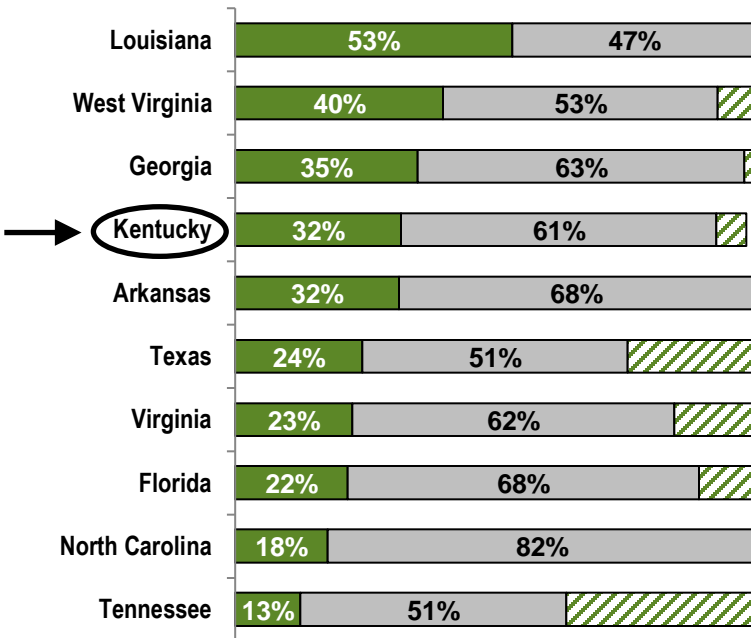 Louisiana 53% 47%
West Virginia 40% 53%
Georgia 35% 63%
Kentucky 32% 61%
Arkansas 32% 68%
Texas 24% 51%
Virginia 23% 62%
Florida 22% 68%
North Carolina 18% 82%
Tennessee 13% 51%